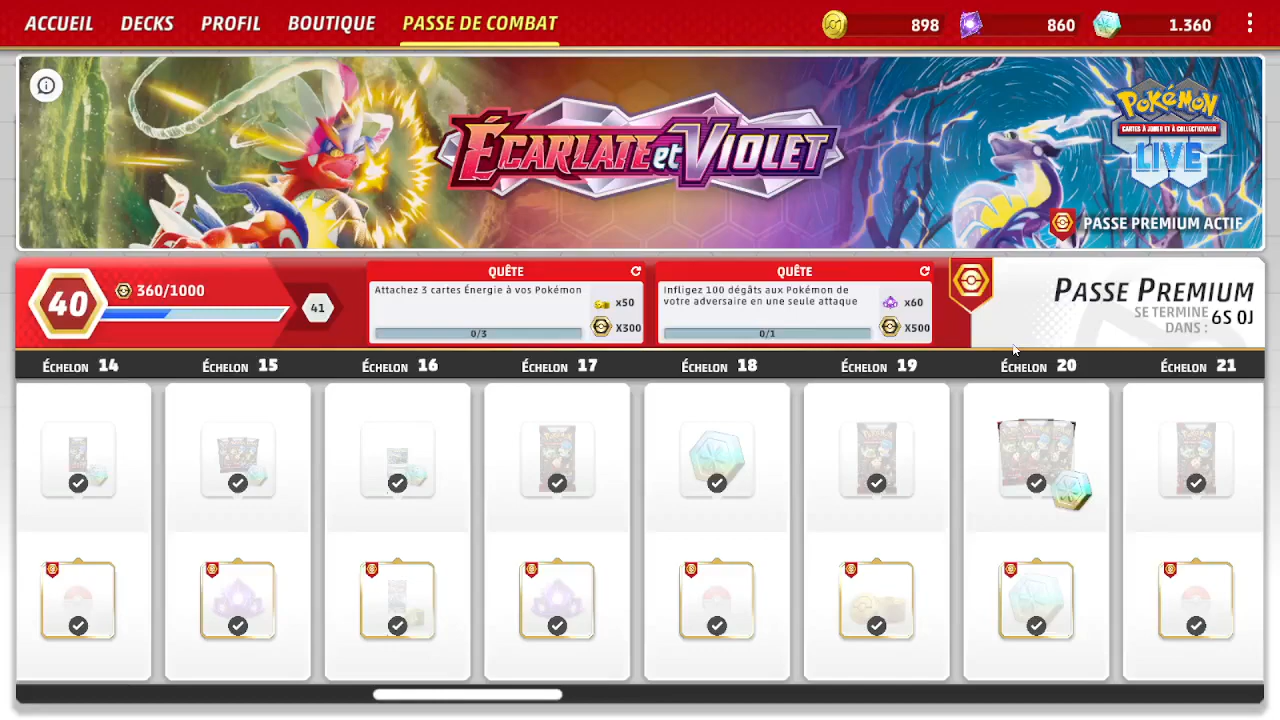 ACCUEIL DECKS PROFIL BOUTIQUE PASSE DE COMBAT 898 860 1.360
ÉCARLATE et VIOLET
POKÉMON
CARTES À JOUER ET À COLLECTIONNER
LIVE
PASSE PREMIUM ACTIF
40 360/1000 41
QUÊTE
Attachez 3 cartes Énergie à vos Pokémon
x50
x300
0/3
QUÊTE
Infligez 100 dégâts aux Pokémon de
votre adversaire en une seule attaque
x60
x500
0/1
PASSE PREMIUM
SE TERMINE
DANS : 6S 0J
ÉCHELON 14 ÉCHELON 15 ÉCHELON 16 ÉCHELON 17 ÉCHELON 18 ÉCHELON 19 ÉCHELON 20 ÉCHELON 21